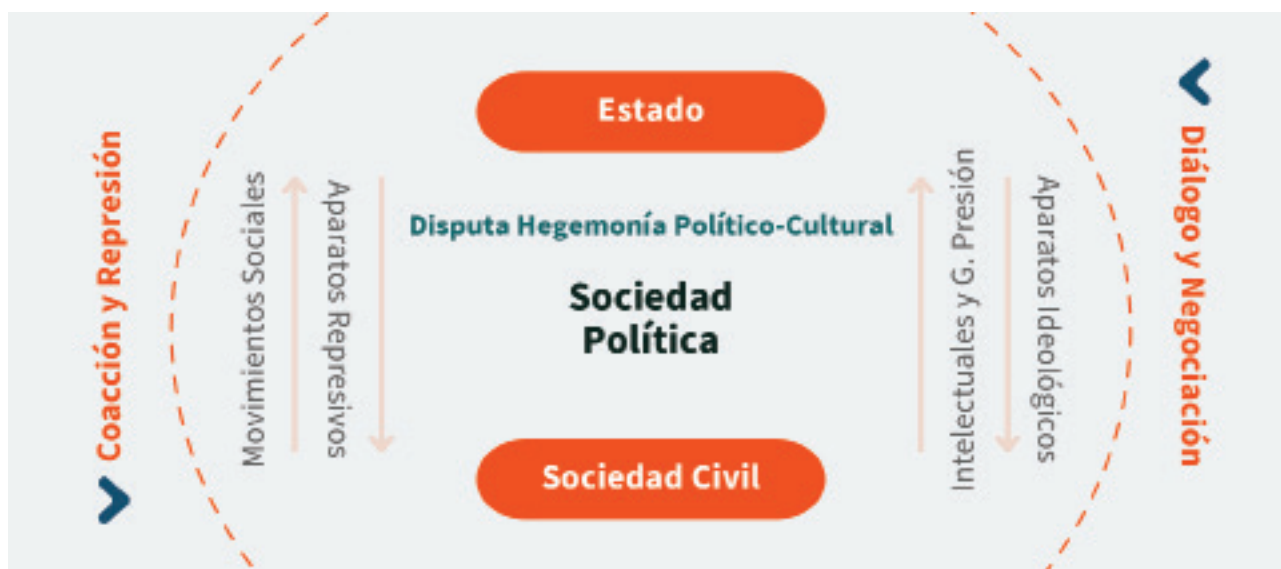 Estado
Disputa Hegemonía Político-Cultural
Sociedad
Política
Sociedad Civil
Coacción y Represión
Movimientos Sociales
Aparatos Represivos
Intelectuales y G. Presión
Aparatos Ideológicos
Diálogo y Negociación